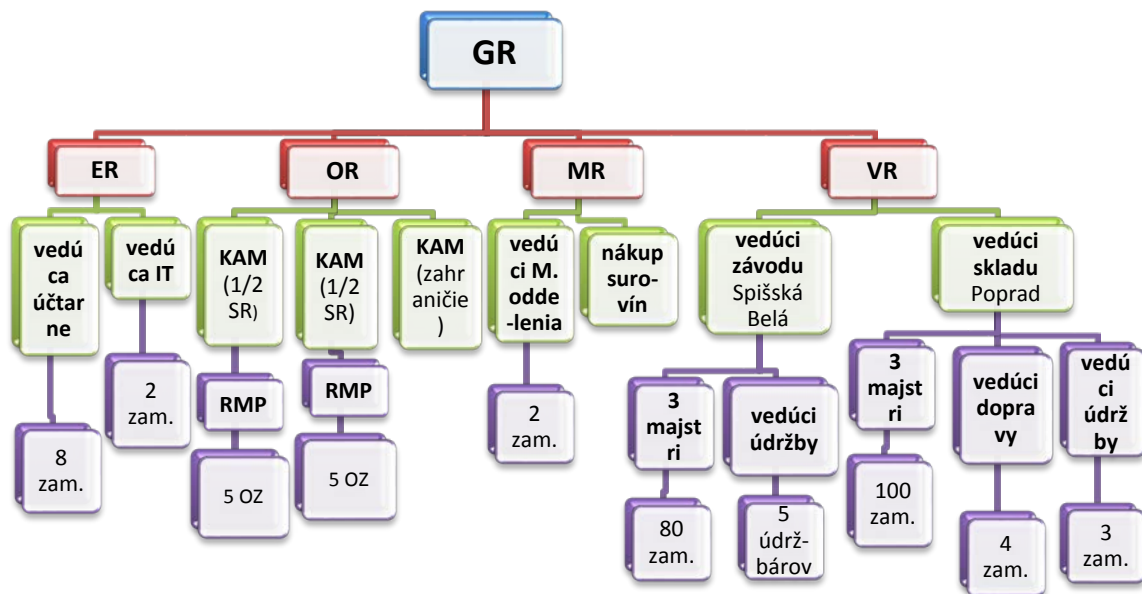 GR
ER
OR
MR
VR
vedú
ca
účtar
ne
vedú
ca IT
KAM
(1/2
SR)
KAM
(1/2
SR)
KAM
(zahr
aničie
)
vedú
ci M.
odde
-lenia
nákup
suro-
vín
vedúci
závodu
Spišská
Belá
vedúci
skladu
Poprad
8
zam.
2
zam.
RMP
5 OZ
RMP
5 OZ
2
zam.
3
majst
ri
80
zam.
vedúci
údržby
5
údrž-
bárov
3
majst
ri
100
zam.
vedúci
dopra
vy
4
zam.
vedú
ci
údrž
by
3
zam.